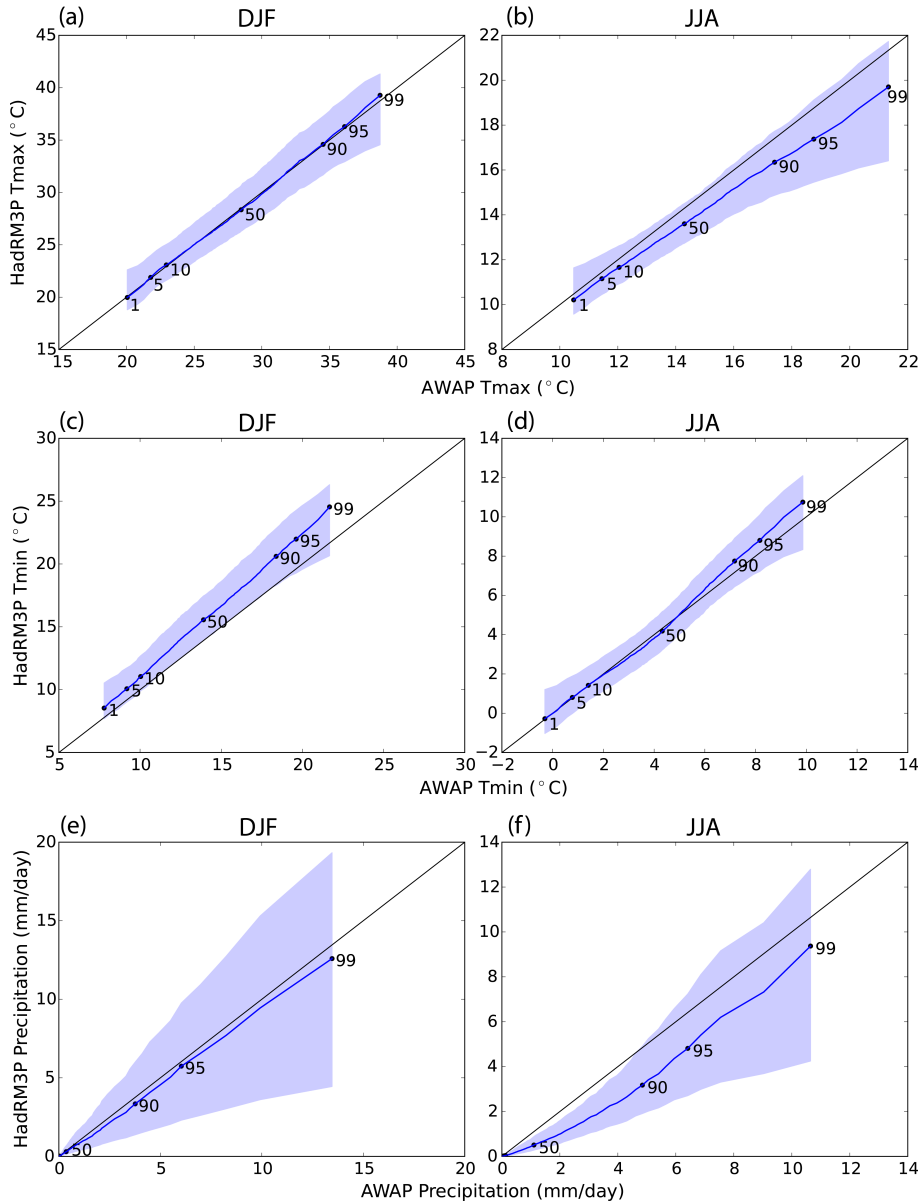 (a) DJF (b) JJA
45 40 35 30 25 20 15
HadRM3P Tmax (°C)
1 5 10 50 90 95 99
15 20 25 30 35 40 45
22 20 18 16 14 12 10 8
1 5 10 50 90 95 99
8 10 12 14 16 18 20 22
AWAP Tmax (°C)
(c) DJF (d) JJA
30 25 20 15 10 5
HadRM3P Tmin (°C)
1 5 10 50 90 95 99
5 10 15 20 25 30
14 12 10 8 6 4 2 0 −2
1 5 10 50 90 95 99
−2 0 2 4 6 8 10 12 14
AWAP Tmin (°C)
(e) DJF (f) JJA
20 15 10 5 0
HadRM3P Precipitation (mm/day)
50 90 95 99
0 5 10 15 20
14 12 10 8 6 4 2 0
50 90 95 99
0 2 4 6 8 10 12 14
AWAP Precipitation (mm/day)